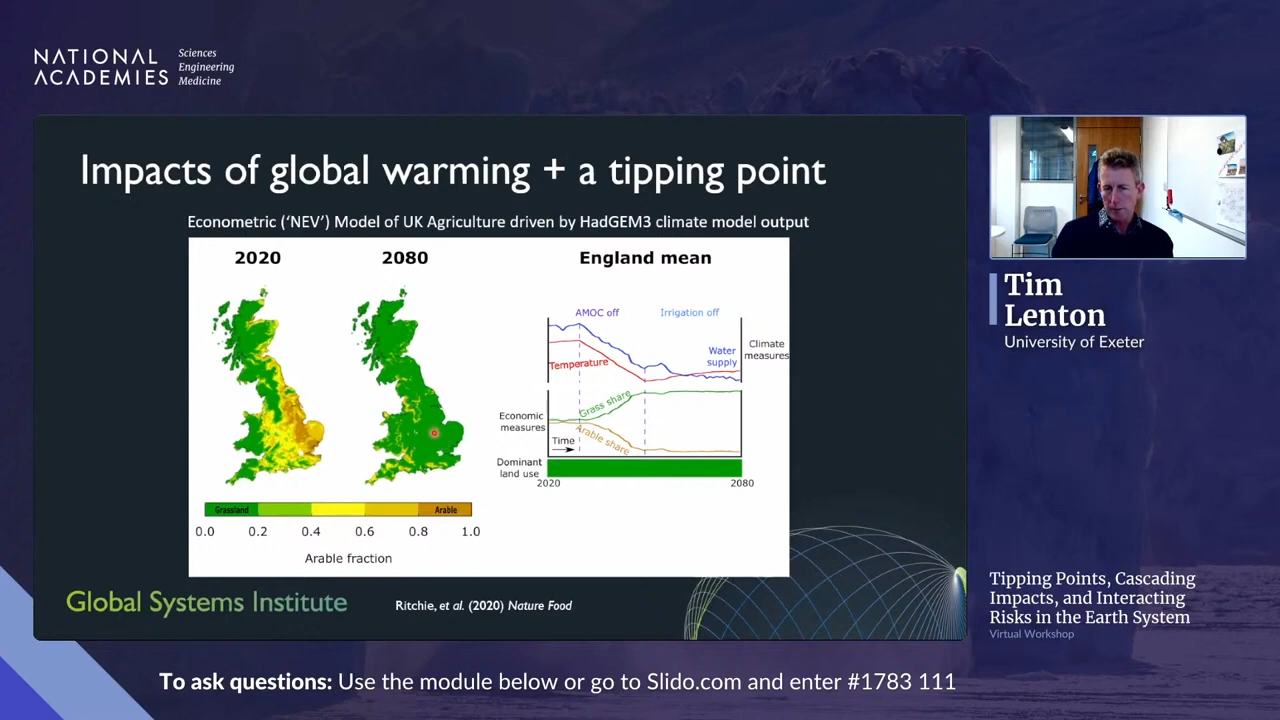 NATIONAL
ACADEMIES
Sciences
Engineering
Medicine
Impacts of global warming + a tipping point
Econometric (‘NEV’) Model of UK Agriculture driven by HadGEM3 climate model output
2020
2080
England mean
AMOC off
Irrigation off
Climate
measures
Water
supply
Temperature
Grass share
Economic
measures
Arable share
Time
Dominant
land use
2020
2080
Grassland
Arable
0.0 0.2 0.4 0.6 0.8 1.0
Arable fraction
Global Systems Institute
Ritchie, et al. (2020) Nature Food
Tim
Lenton
University of Exeter
Tipping Points, Cascading
Impacts, and Interacting
Risks in the Earth System
Virtual Workshop
To ask questions: Use the module below or go to Slido.com and enter #1783 111